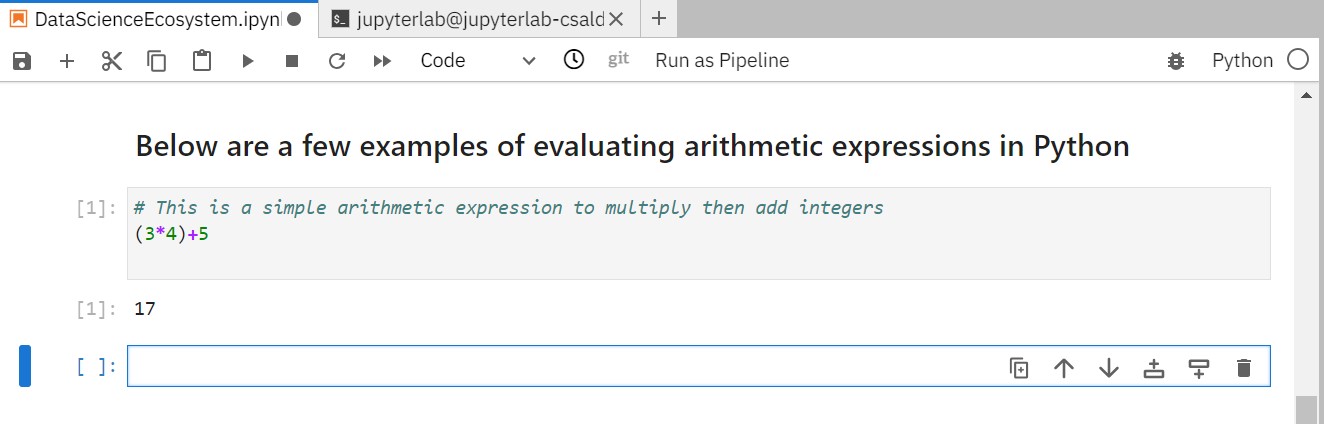 DataScienceEcosystem.ipyn
jupyterlab@jupyterlab-csald
Code
git
Run as Pipeline
Python
Below are a few examples of evaluating arithmetic expressions in Python
[1]: # This is a simple arithmetic expression to multiply then add integers
(3*4)+5
[1]: 17
[ ]: